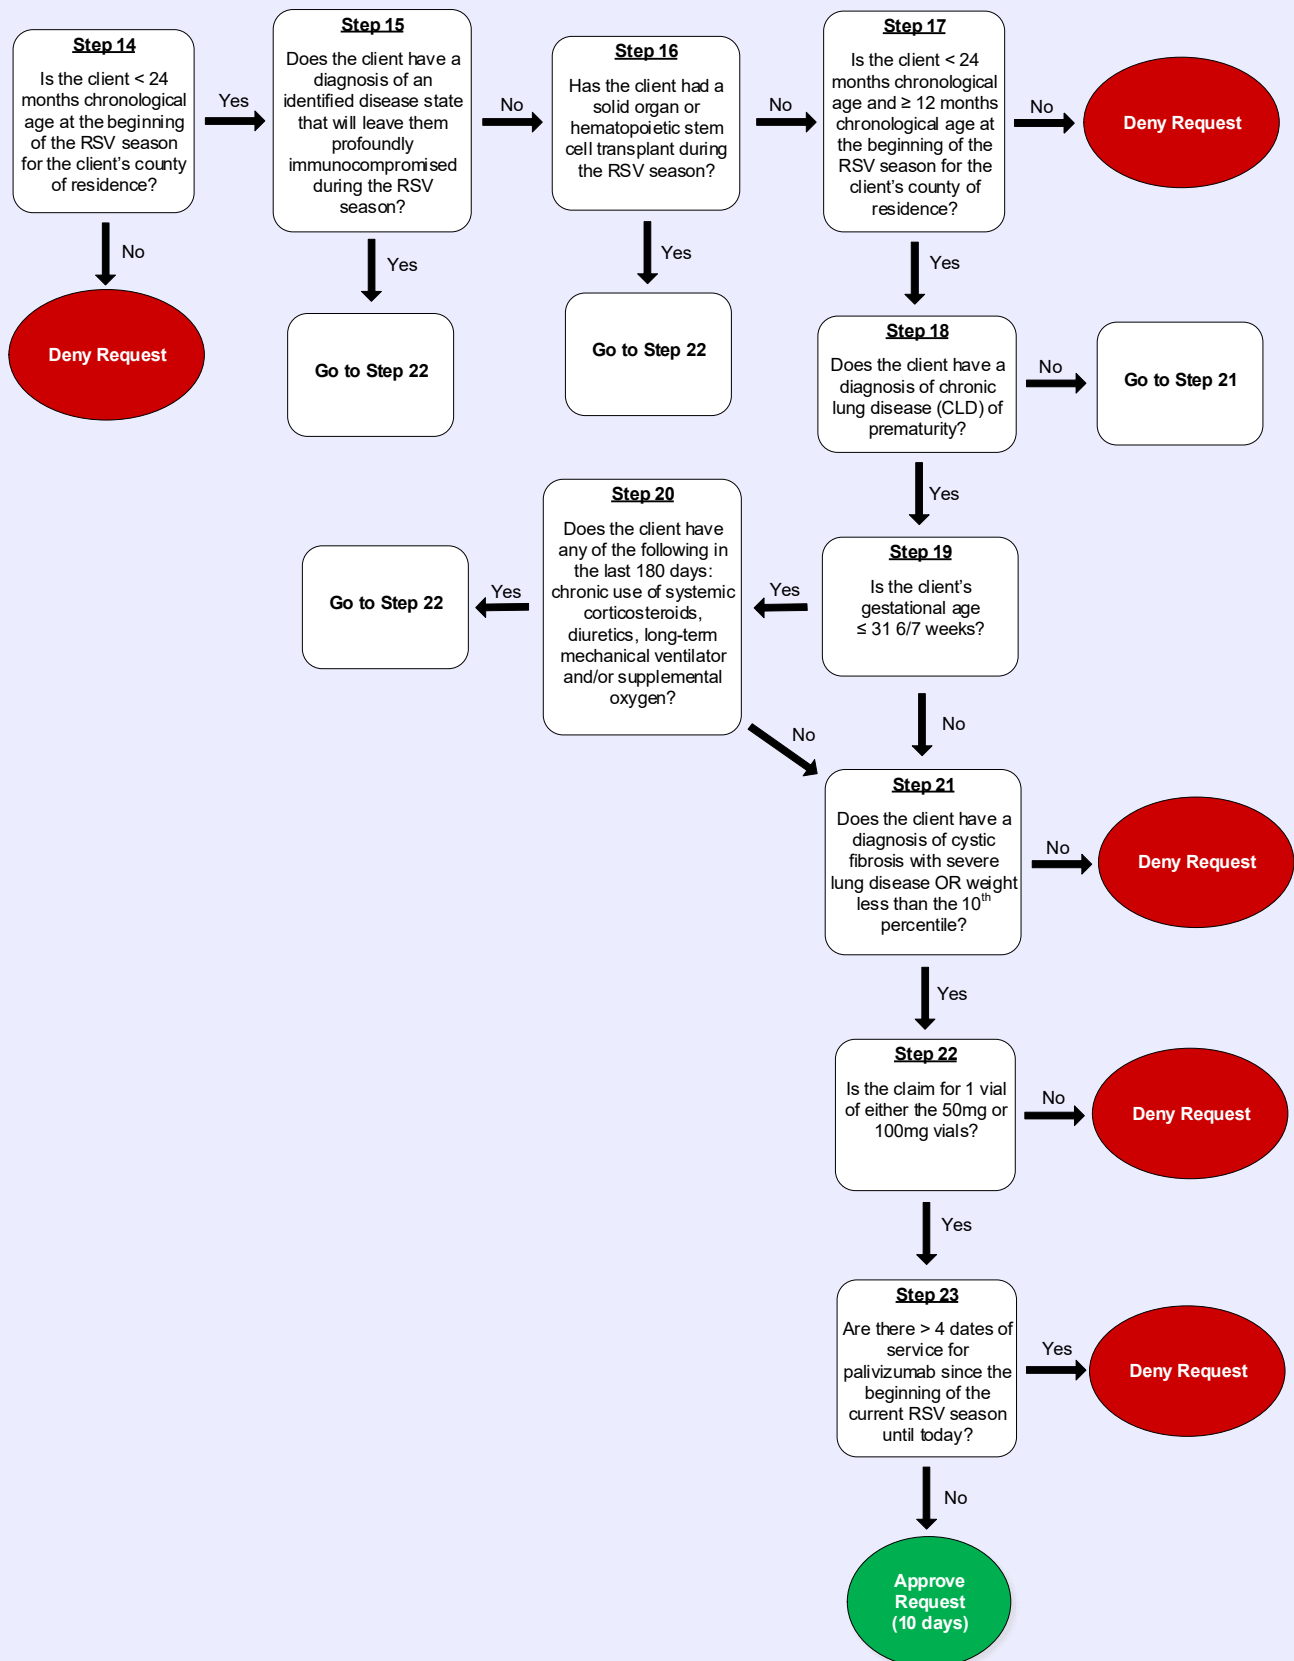 Step 14
Is the client < 24
months chronological
age at the beginning
of the RSV season
for the client’s county
of residence?
Yes
No
Deny Request
Step 15
Does the client have a
diagnosis of an
identified disease state
that will leave them
profoundly
immunocompromised
during the RSV
season?
No
Yes
Go to Step 22
Step 16
Has the client had a
solid organ or
hematopoietic stem
cell transplant during
the RSV season?
No
Yes
Go to Step 22
Step 17
Is the client < 24
months chronological
age and ≥ 12 months
chronological age at
the beginning of the
RSV season for the
client’s county of
residence?
No
Deny Request
Yes
Step 18
Does the client have a
diagnosis of chronic
lung disease (CLD) of
prematurity?
No
Go to Step 21
Yes
Step 19
Is the client’s
gestational age
≤ 31 6/7 weeks?
Yes
No
Step 20
Does the client have
any of the following in
the last 180 days:
chronic use of systemic
corticosteroids,
diuretics, long-term
mechanical ventilator
and/or supplemental
oxygen?
Yes
Go to Step 22
No
Step 21
Does the client have a
diagnosis of cystic
fibrosis with severe
lung disease OR weight
less than the 10th
percentile?
No
Deny Request
Yes
Step 22
Is the claim for 1 vial
of either the 50mg or
100mg vials?
No
Deny Request
Yes
Step 23
Are there > 4 dates of
service for
palivizumab since the
beginning of the
current RSV season
until today?
Yes
Deny Request
No
Approve
Request
(10 days)